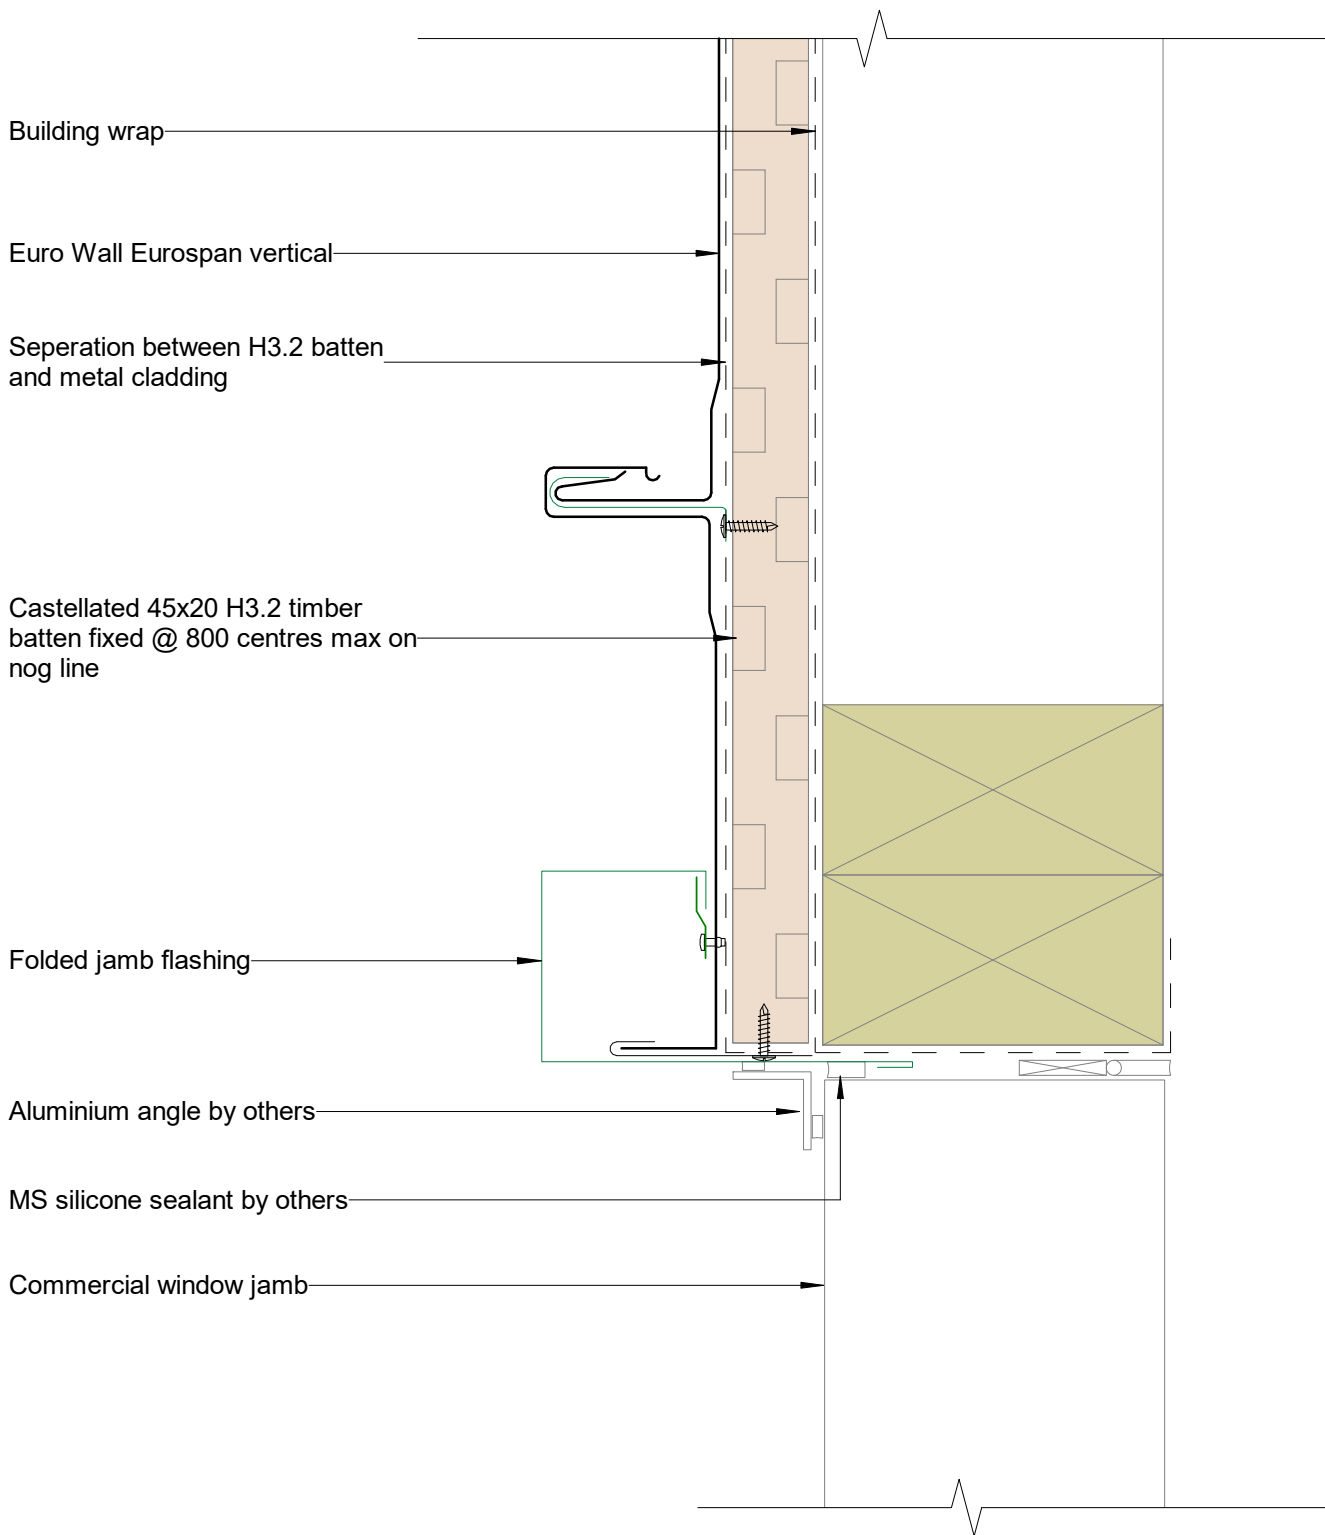 Building wrap
Euro Wall Eurospan vertical
Seperation between H3.2 batten
and metal cladding
Castellated 45x20 H3.2 timber
batten fixed @ 800 centres max on
nog line
Folded jamb flashing
Aluminium angle by others
MS silicone sealant by others
Commercial window jamb